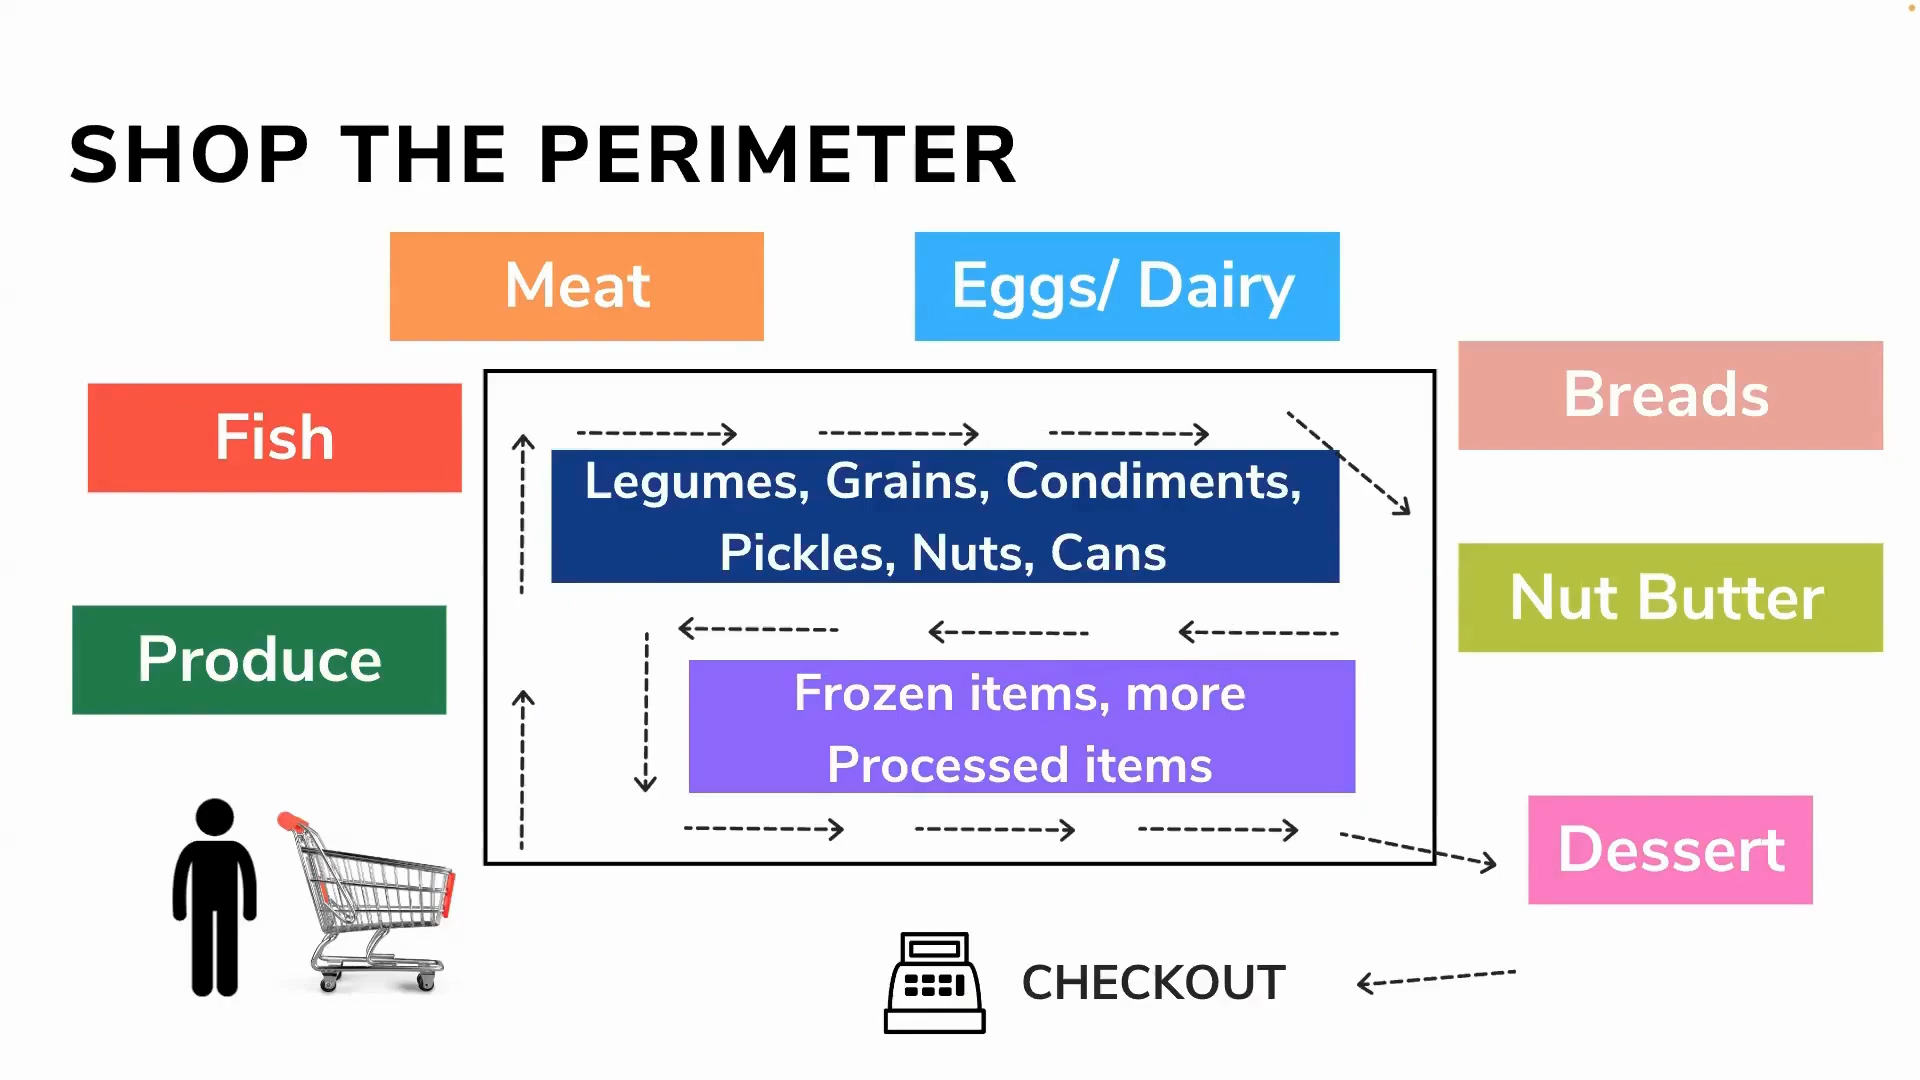 SHOP THE PERIMETER
Meat
Eggs/ Dairy
Breads
Fish
Legumes, Grains, Condiments,
Pickles, Nuts, Cans
Nut Butter
Produce
Frozen items, more
Processed items
Dessert
CHECKOUT